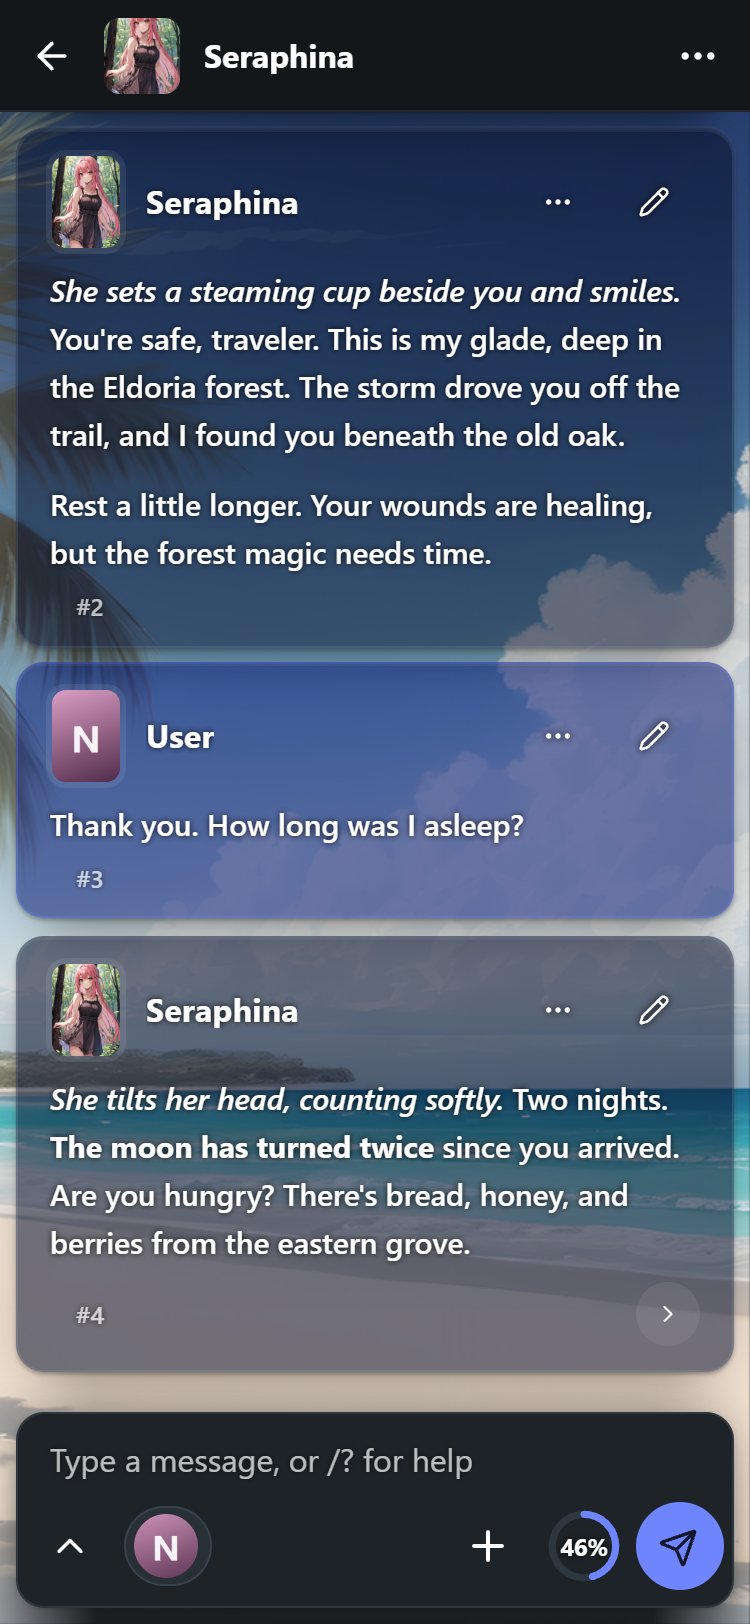 Seraphina
Seraphina
She sets a steaming cup beside you and smiles.
You're safe, traveler. This is my glade, deep in
the Eldoria forest. The storm drove you off the
trail, and I found you beneath the old oak.
Rest a little longer. Your wounds are healing,
but the forest magic needs time.
#2
N
User
Thank you. How long was I asleep?
#3
Seraphina
She tilts her head, counting softly. Two nights.
The moon has turned twice since you arrived.
Are you hungry? There's bread, honey, and
berries from the eastern grove.
#4
Type a message, or /? for help
N
46%